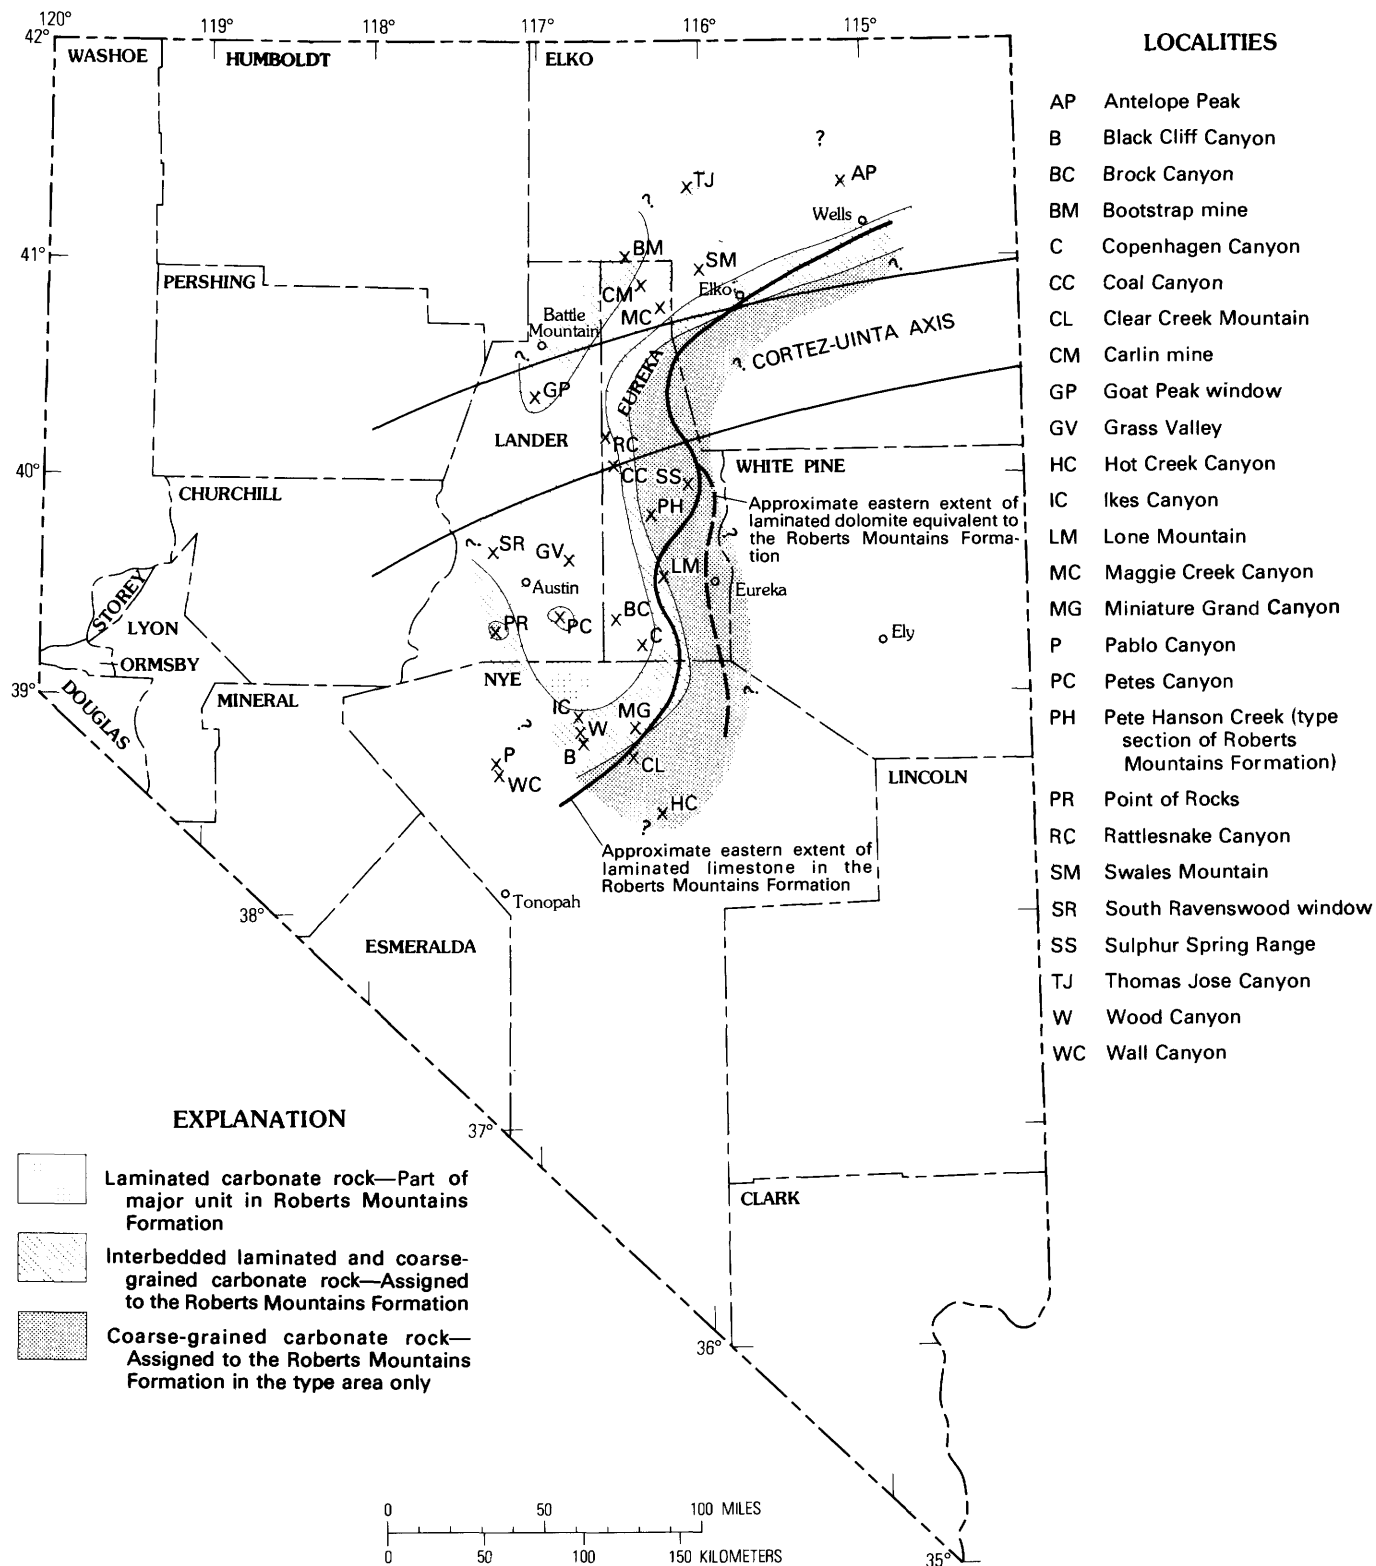 120°
119°
118°
117°
116°
115°
42°
WASHOE
HUMBOLDT
ELKO
?
TJ
AP
?
Wells
41°
BM
SM
PERSHING
CM
Elko
?
MC
Battle
Mountain
?
EUREKA
? CORTEZ-UINTA AXIS
GP
LANDER
RC
40°
CC
SS
WHITE PINE
CHURCHILL
PH
Approximate eastern extent of
laminated dolomite equivalent to
the Roberts Mountains Forma-
tion
?
?
SR
GV
LM
Austin
Eureka
STOREY
BC
LYON
PR
PC
Ely
C
ORMSBY
NYE
39°
DOUGLAS
MINERAL
?
IC
MG
?
W
B
P
CL
WC
LINCOLN
HC
?
Approximate eastern extent of
laminated limestone in the
Roberts Mountains Formation
Tonopah
38°
ESMERALDA
37°
CLARK
36°
35°
LOCALITIES
AP Antelope Peak
B Black Cliff Canyon
BC Brock Canyon
BM Bootstrap mine
C Copenhagen Canyon
CC Coal Canyon
CL Clear Creek Mountain
CM Carlin mine
GP Goat Peak window
GV Grass Valley
HC Hot Creek Canyon
IC Ikes Canyon
LM Lone Mountain
MC Maggie Creek Canyon
MG Miniature Grand Canyon
P Pablo Canyon
PC Petes Canyon
PH Pete Hanson Creek (type
section of Roberts
Mountains Formation)
PR Point of Rocks
RC Rattlesnake Canyon
SM Swales Mountain
SR South Ravenswood window
SS Sulphur Spring Range
TJ Thomas Jose Canyon
W Wood Canyon
WC Wall Canyon
EXPLANATION
Laminated carbonate rock—Part of
major unit in Roberts Mountains
Formation
Interbedded laminated and coarse-
grained carbonate rock—Assigned
to the Roberts Mountains Formation
Coarse-grained carbonate rock—
Assigned to the Roberts Mountains
Formation in the type area only
0 50 100 MILES
0 50 100 150 KILOMETERS